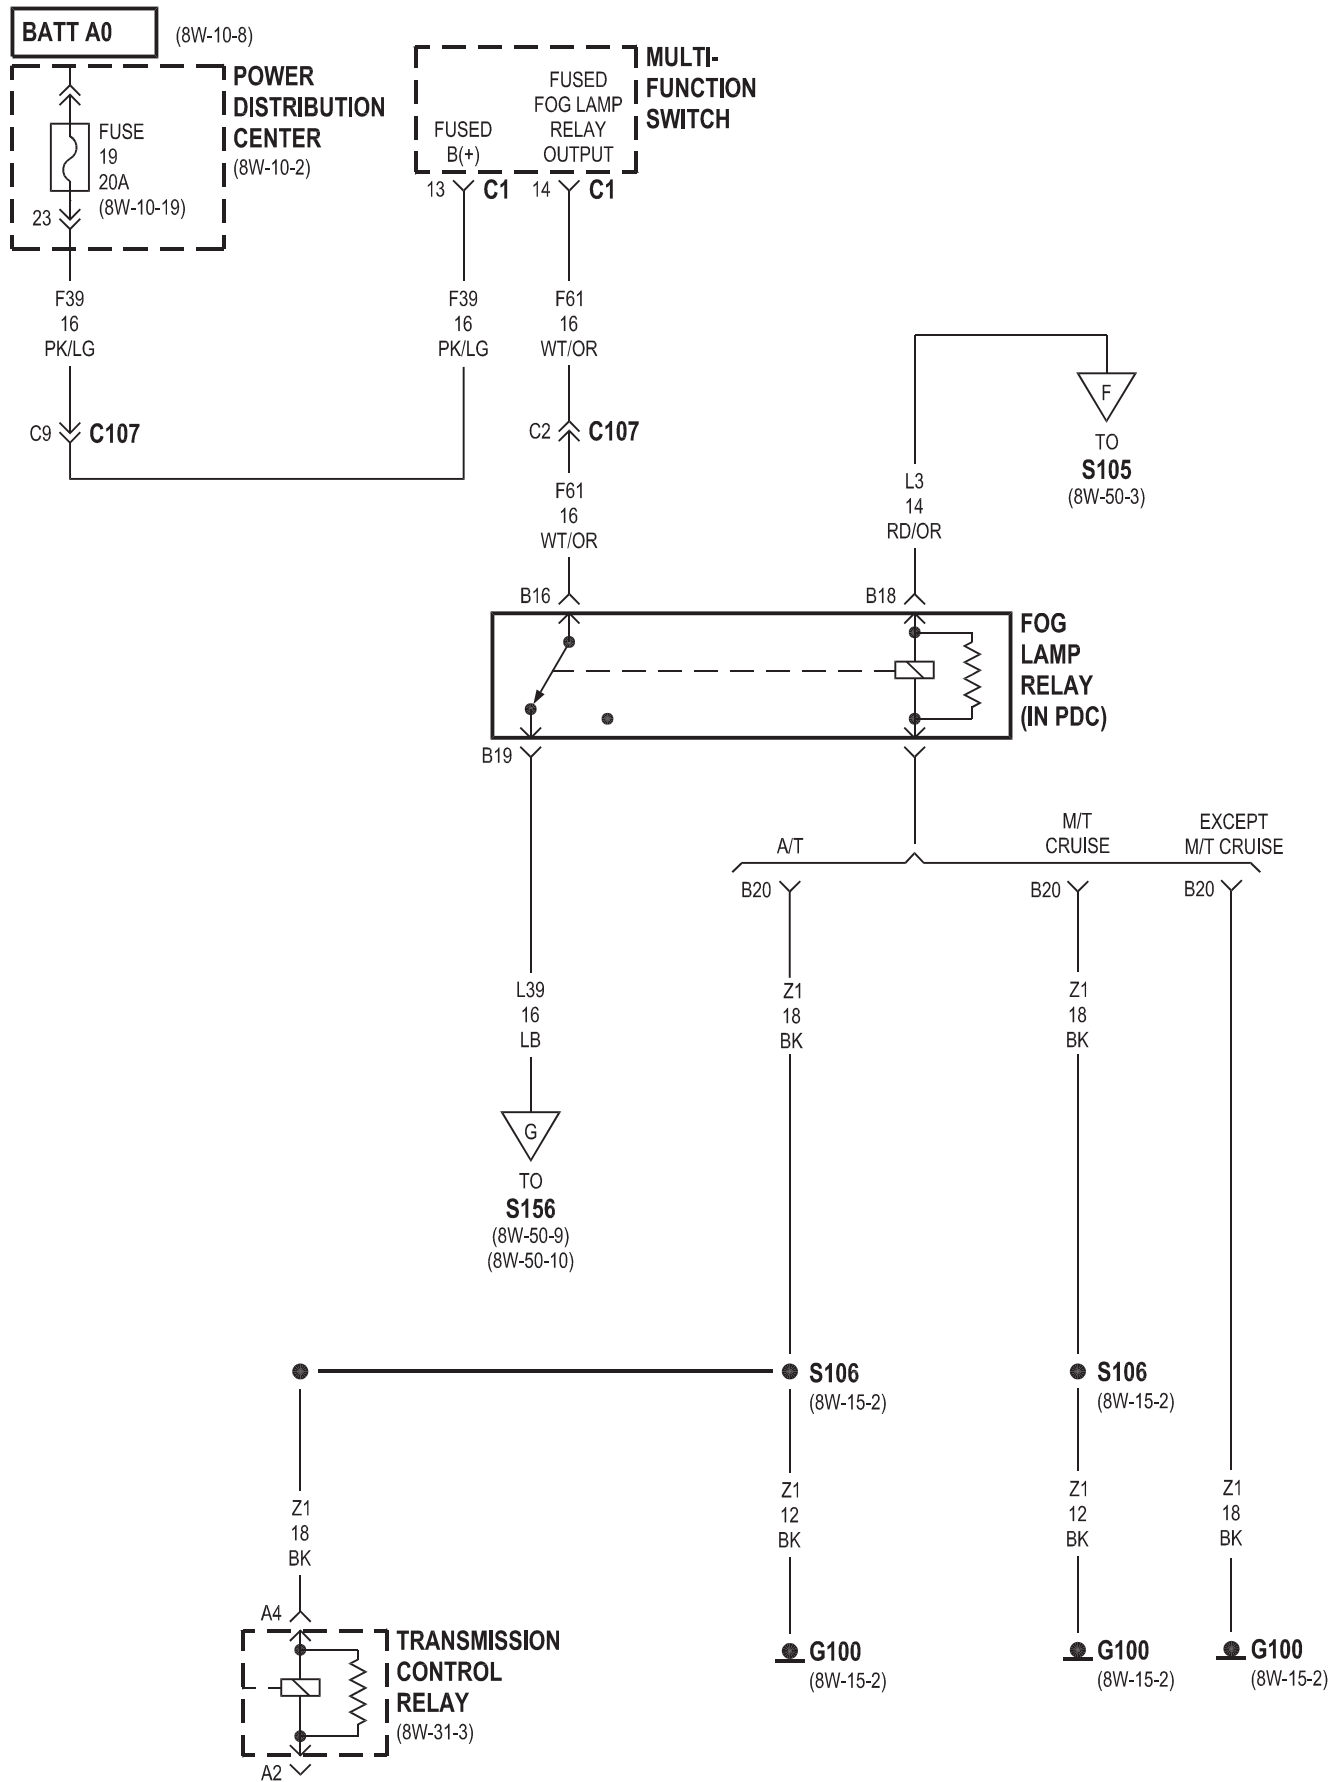 BATT A0
(8W-10-8)
POWER
DISTRIBUTION
CENTER
(8W-10-2)
FUSE
19
20A
(8W-10-19)
23
MULTI-
FUNCTION
SWITCH
FUSED
B(+)
FUSED
FOG LAMP
RELAY
OUTPUT
13
C1
14
C1
F39
16
PK/LG
F39
16
PK/LG
F61
16
WT/OR
C9
C107
C2
C107
F61
16
WT/OR
F
TO
S105
(8W-50-3)
L3
14
RD/OR
B16
B18
FOG
LAMP
RELAY
(IN PDC)
B19
A/T
M/T
CRUISE
EXCEPT
M/T CRUISE
B20
B20
B20
L39
16
LB
Z1
18
BK
Z1
18
BK
G
TO
S156
(8W-50-9)
(8W-50-10)
S106
(8W-15-2)
S106
(8W-15-2)
Z1
18
BK
Z1
12
BK
Z1
12
BK
Z1
18
BK
A4
TRANSMISSION
CONTROL
RELAY
(8W-31-3)
A2
G100
(8W-15-2)
G100
(8W-15-2)
G100
(8W-15-2)